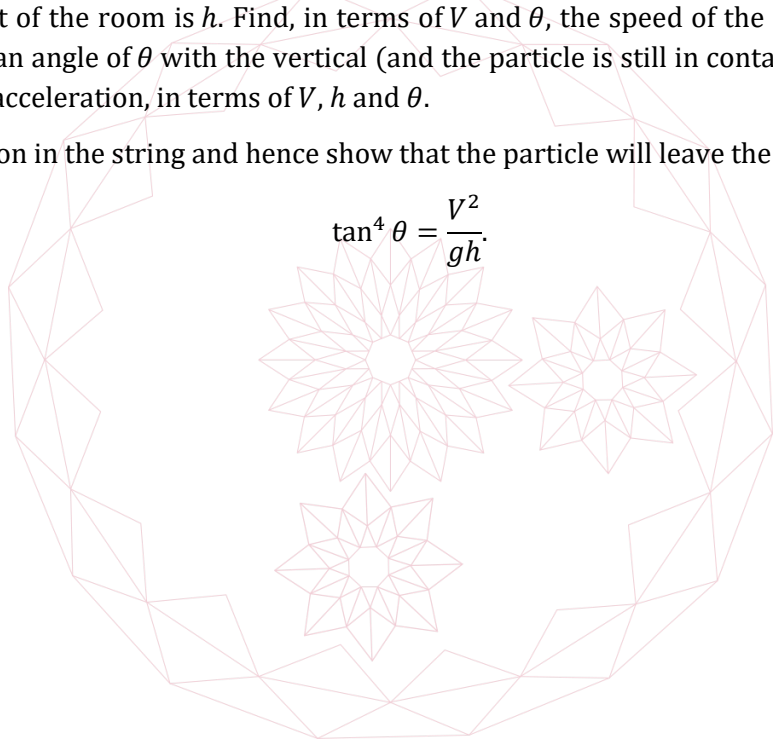 t of the room is h. Find, in terms of V and θ, the speed of the
an angle of θ with the vertical (and the particle is still in conta
acceleration, in terms of V, h and θ.
on in the string and hence show that the particle will leave the
tan⁴ θ = V²/gh.